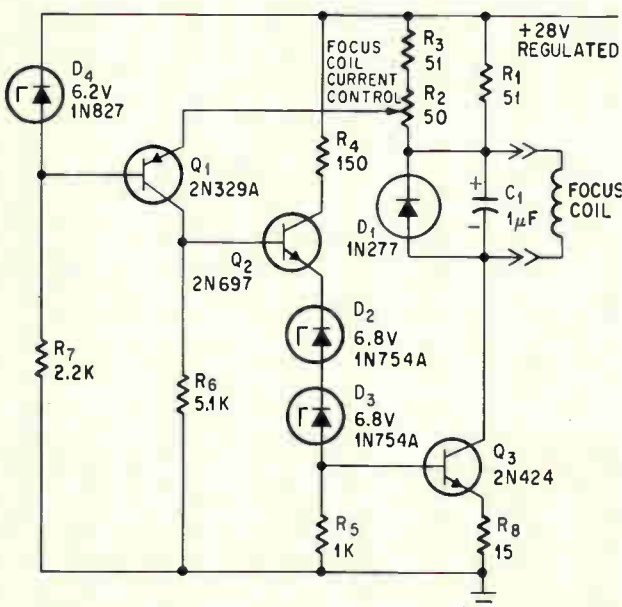 +28V
REGULATED
D4
6.2V
1N827
FOCUS
COIL
CURRENT
CONTROL
R3
51
R2
50
R1
51
Q1
2N329A
R4
150
D1
1N277
+
C1
1µF
-
FOCUS
COIL
Q2
2N697
D2
6.8V
1N754A
R7
2.2K
R6
5.1K
D3
6.8V
1N754A
Q3
2N424
R5
1K
R8
15